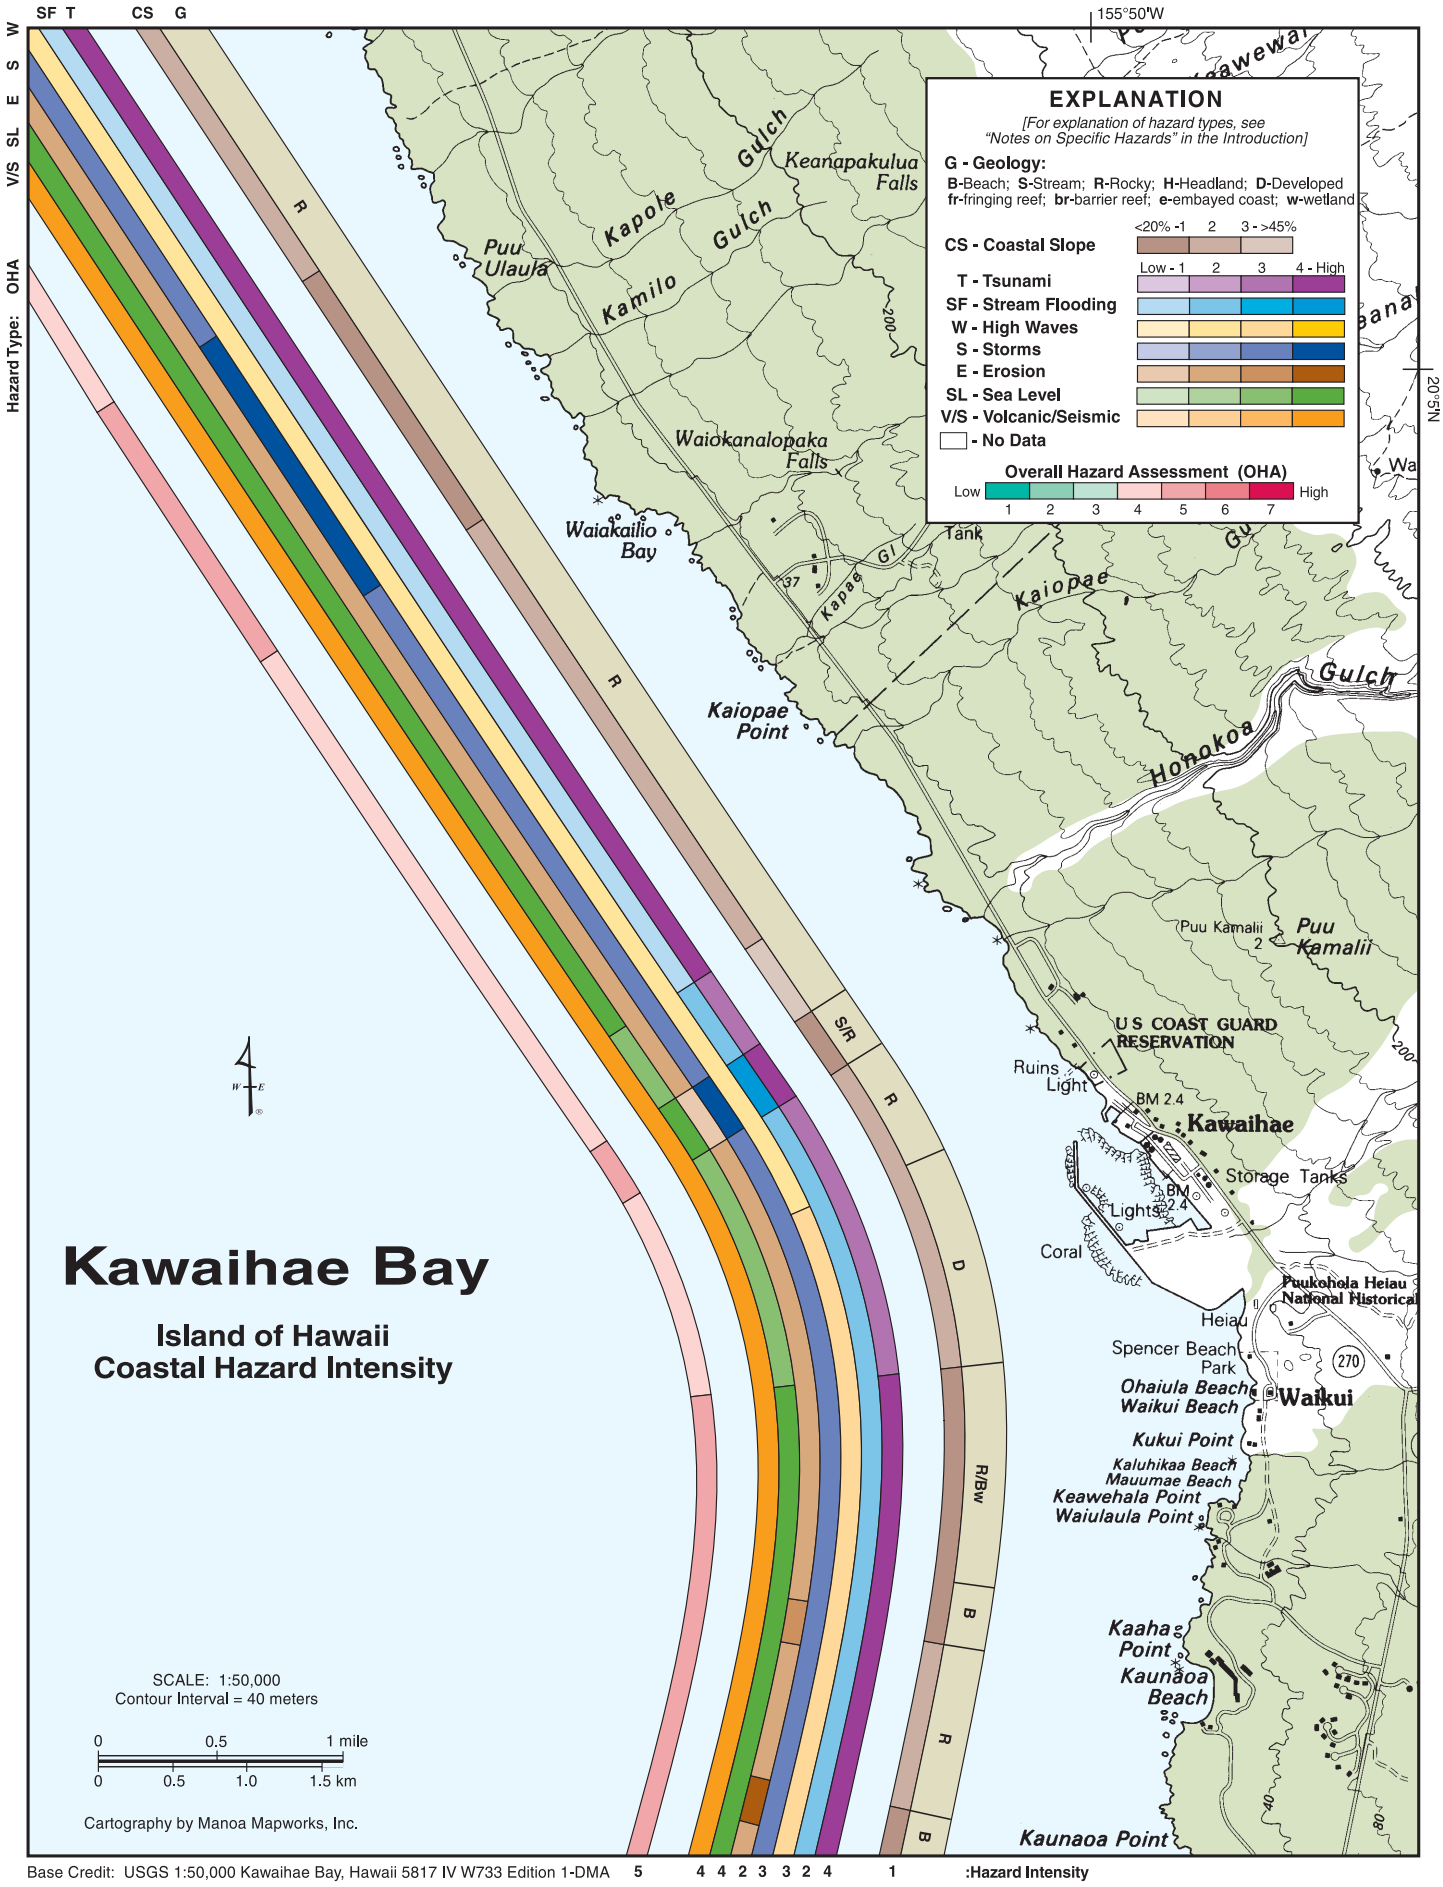 SF T CS G
155°50'W
W
S
E
SL
V/S
OHA
Hazard Type:
EXPLANATION
[For explanation of hazard types, see
"Notes on Specific Hazards" in the Introduction]
G - Geology:
B-Beach; S-Stream; R-Rocky; H-Headland; D-Developed
fr-fringing reef; br-barrier reef; e-embayed coast; w-wetland
<20% -1 2 3 - >45%
CS - Coastal Slope
Low - 1 2 3 4 - High
T - Tsunami
SF - Stream Flooding
W - High Waves
S - Storms
E - Erosion
SL - Sea Level
V/S - Volcanic/Seismic
- No Data
Overall Hazard Assessment (OHA)
Low High
1 2 3 4 5 6 7
20°5'N
Kapole Gulch
Keanapakulua
Falls
Kamilo Gulch
Puu
Ulaula
200
R
Waiokanalopaka
Falls
Wa
Waiakailio
Bay
Tank
37
Kapae Gl
Kaiopae
Gu
R
Kaiopae
Point
Honokoa Gulch
Puu Kamalii
2
Puu
Kamalii
S/R
U S COAST GUARD
RESERVATION
200
Ruins
Light
R
BM 2.4
Kawaihae
W E
Storage Tanks
BM
2.4
Lights
Coral
D
Kawaihae Bay
Island of Hawaii
Coastal Hazard Intensity
Puukohola Heiau
National Historical
Heiau
Spencer Beach
Park
270
Ohaiula Beach
Waikui Beach
Waikui
Kukui Point
Kaluhikaa Beach
Mauumae Beach
Keawehala Point
Waiulaula Point
R/Bw
B
Kaaha
Point
Kaunaoa
Beach
R
SCALE: 1:50,000
Contour Interval = 40 meters
0 0.5 1 mile
0 0.5 1.0 1.5 km
Cartography by Manoa Mapworks, Inc.
40
80
B
Kaunaoa Point
Base Credit: USGS 1:50,000 Kawaihae Bay, Hawaii 5817 IV W733 Edition 1-DMA 5 4 4 2 3 3 2 4 1 :Hazard Intensity